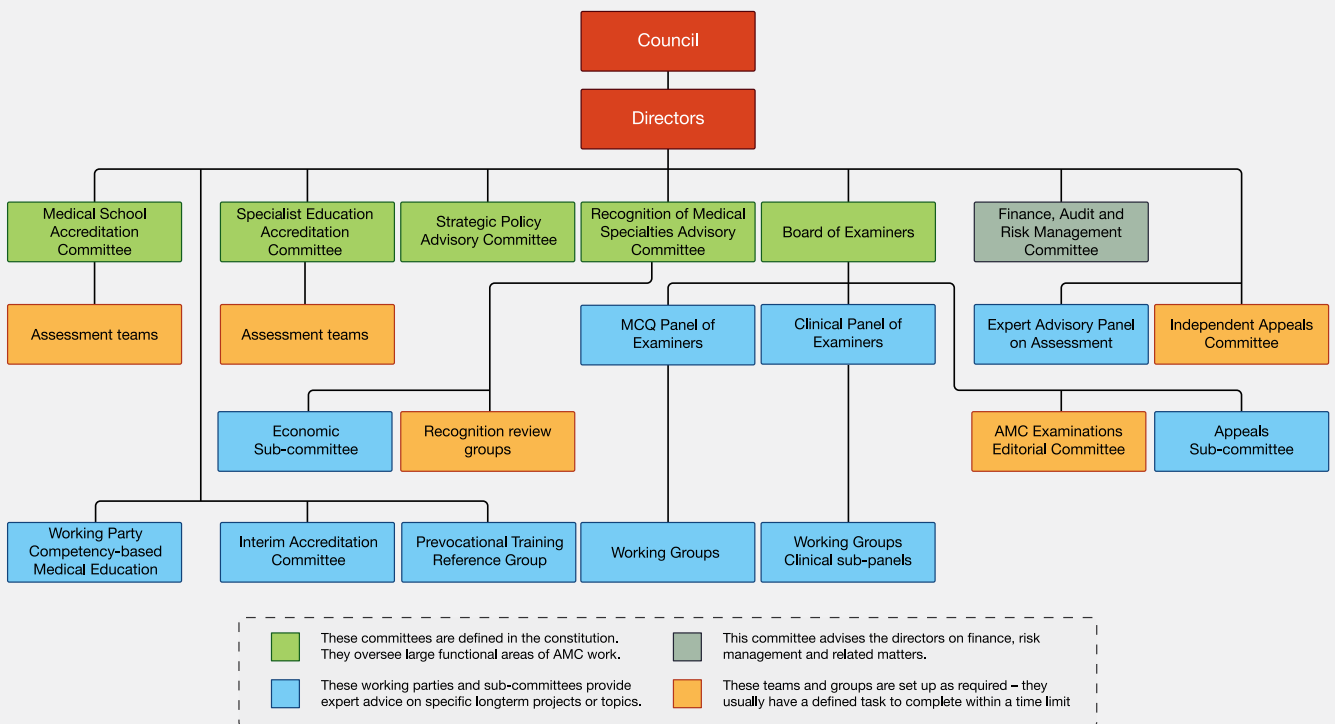 Council
Directors
Medical School
Accreditation
Committee
Specialist Education
Accreditation
Committee
Strategic Policy
Advisory Committee
Recognition of Medical
Specialties Advisory
Committee
Board of Examiners
Finance, Audit and
Risk Management
Committee
Assessment teams
Assessment teams
MCQ Panel of
Examiners
Clinical Panel of
Examiners
Expert Advisory Panel
on Assessment
Independent Appeals
Committee
Economic
Sub-committee
Recognition review
groups
AMC Examinations
Editorial Committee
Appeals
Sub-committee
Working Party
Competency-based
Medical Education
Interim Accreditation
Committee
Prevocational Training
Reference Group
Working Groups
Working Groups
Clinical sub-panels
These committees are defined in the constitution.
They oversee large functional areas of AMC work.
This committee advises the directors on finance, risk
management and related matters.
These working parties and sub-committees provide
expert advice on specific longterm projects or topics.
These teams and groups are set up as required – they
usually have a defined task to complete within a time limit